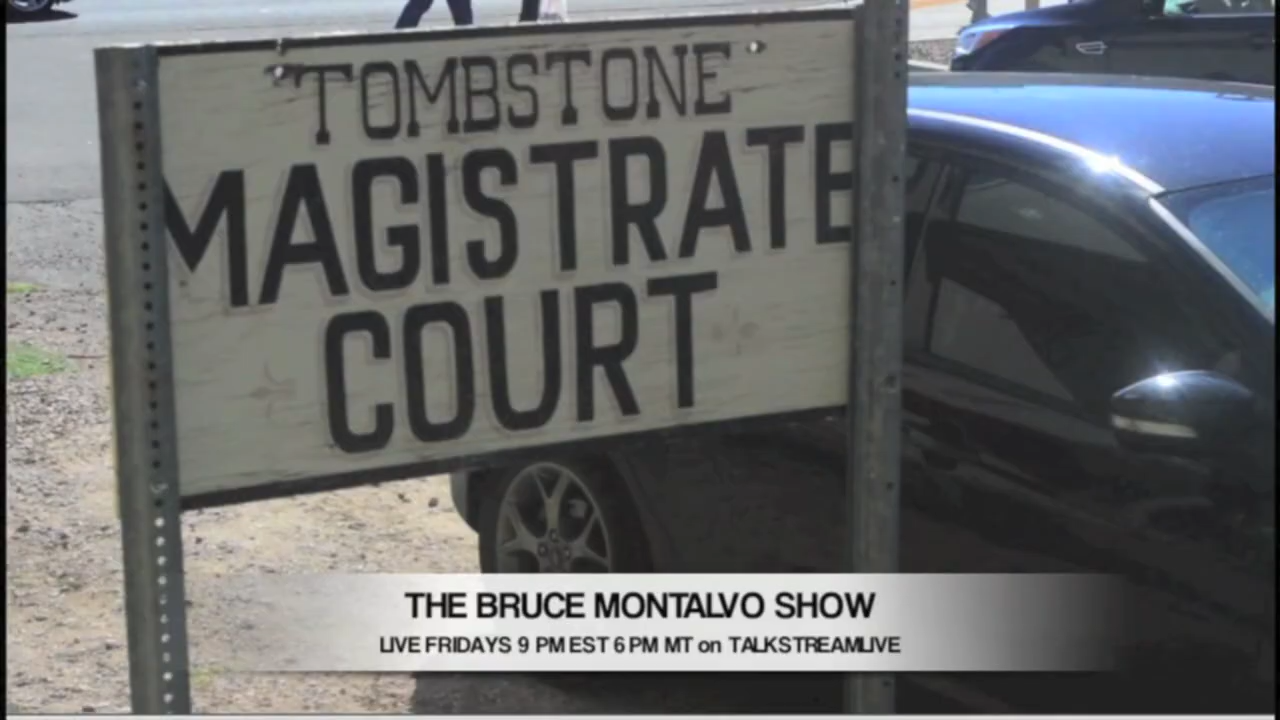 TOMBSTONE
MAGISTRATE
COURT
THE BRUCE MONTALVO SHOW
LIVE FRIDAYS 9 PM EST 6 PM MT on TALKSTREAMLIVE